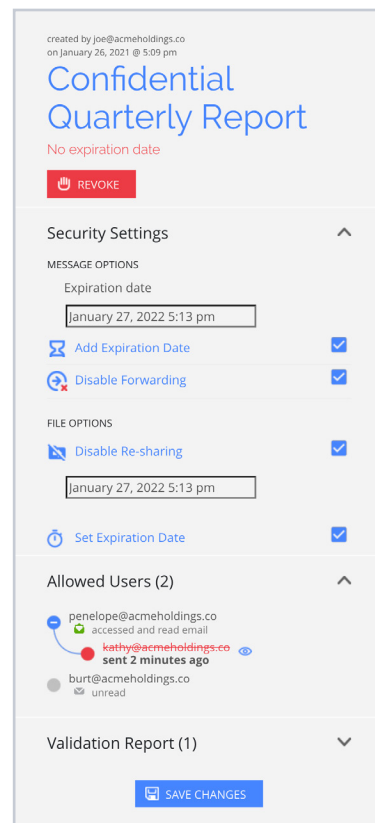 created by joe@acmeholdings.co
on January 26, 2021 @ 5:09 pm
Confidential
Quarterly Report
No expiration date
REVOKE
Security Settings
MESSAGE OPTIONS
Expiration date
January 27, 2022 5:13 pm
Add Expiration Date
Disable Forwarding
FILE OPTIONS
Disable Re-sharing
January 27, 2022 5:13 pm
Set Expiration Date
Allowed Users (2)
penelope@acmeholdings.co
accessed and read email
kathy@acmeholdings.co
sent 2 minutes ago
burt@acmeholdings.co
unread
Validation Report (1)
SAVE CHANGES